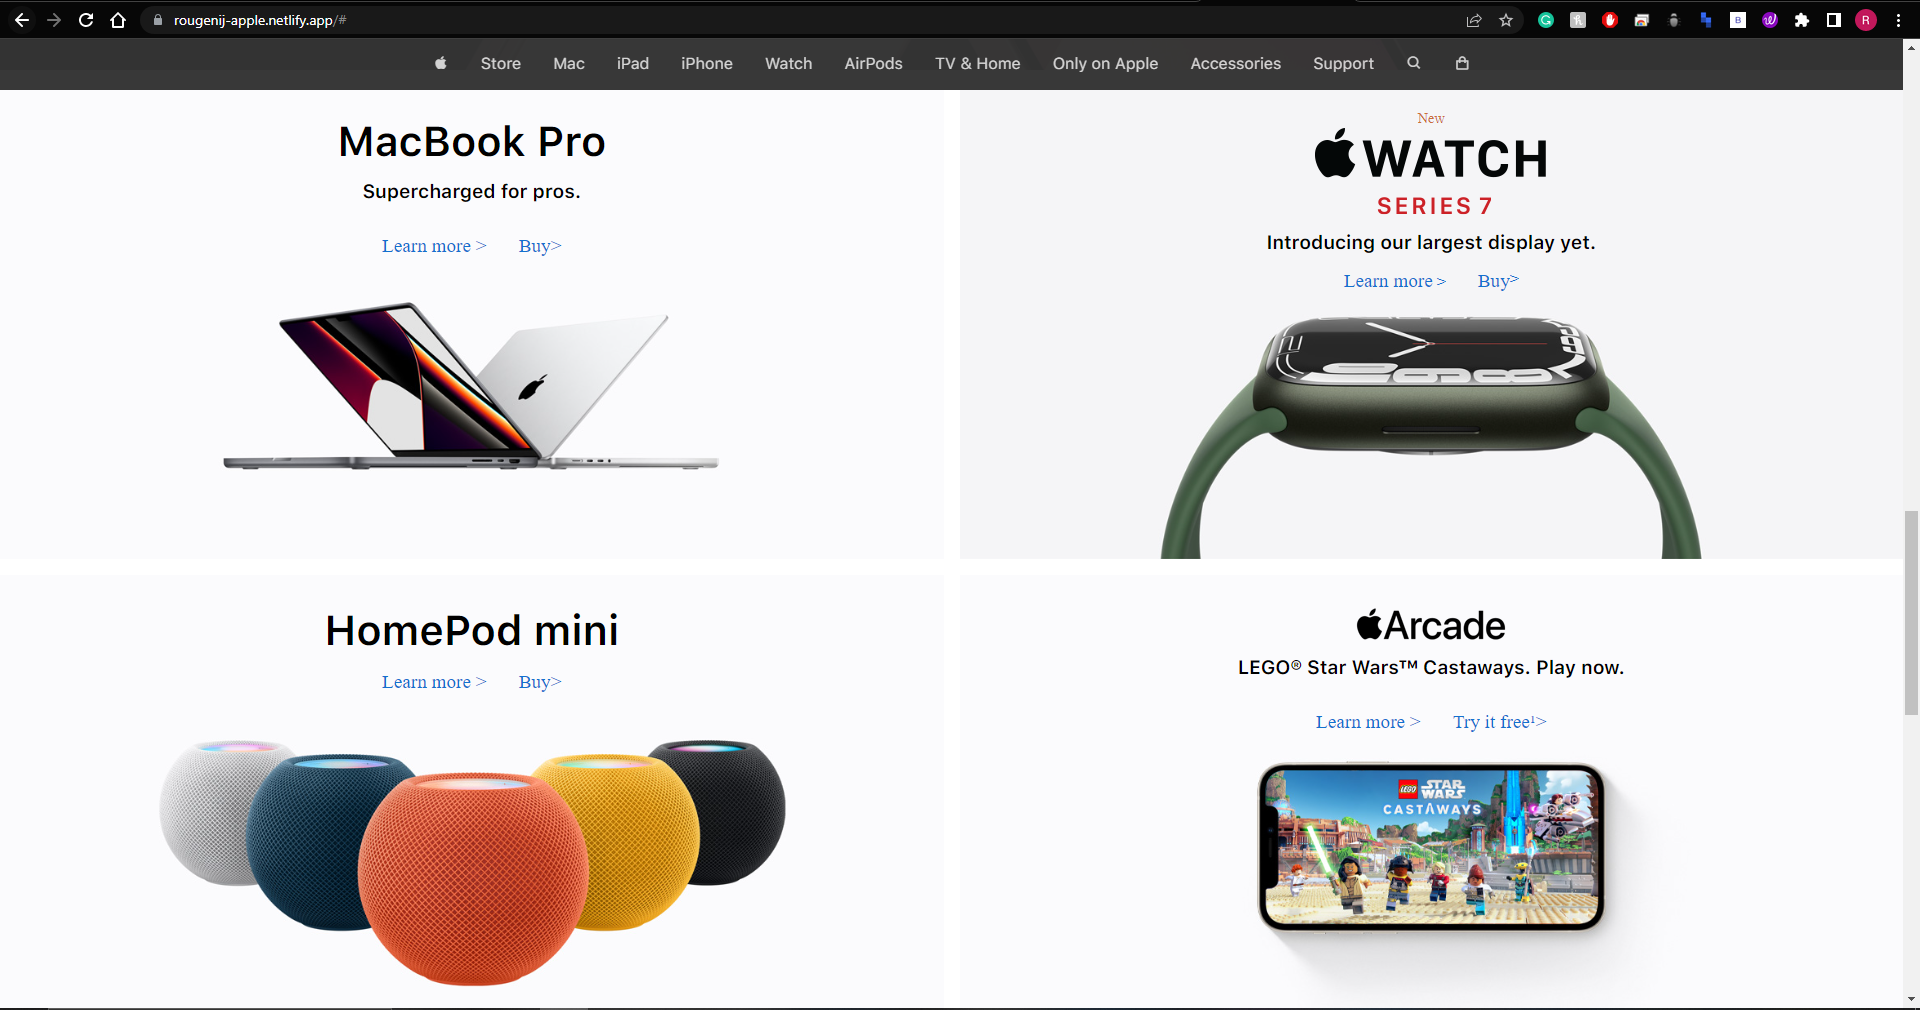 rougenij-apple.netlify.app/#
R
Store Mac iPad iPhone Watch AirPods TV & Home Only on Apple Accessories Support
MacBook Pro
Supercharged for pros.
Learn more > Buy>
New
WATCH
SERIES 7
Introducing our largest display yet.
Learn more > Buy>
HomePod mini
Learn more > Buy>
Arcade
LEGO® Star Wars™ Castaways. Play now.
Learn more > Try it free¹>
LEGO STAR WARS
CASTAWAYS